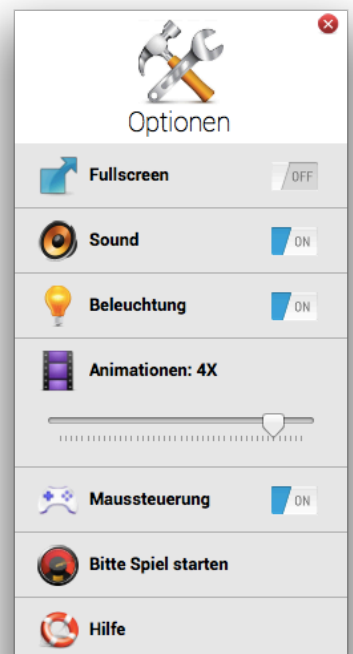 Optionen
Fullscreen OFF
Sound ON
Beleuchtung ON
Animationen: 4X
Maussteuerung ON
Bitte Spiel starten
Hilfe